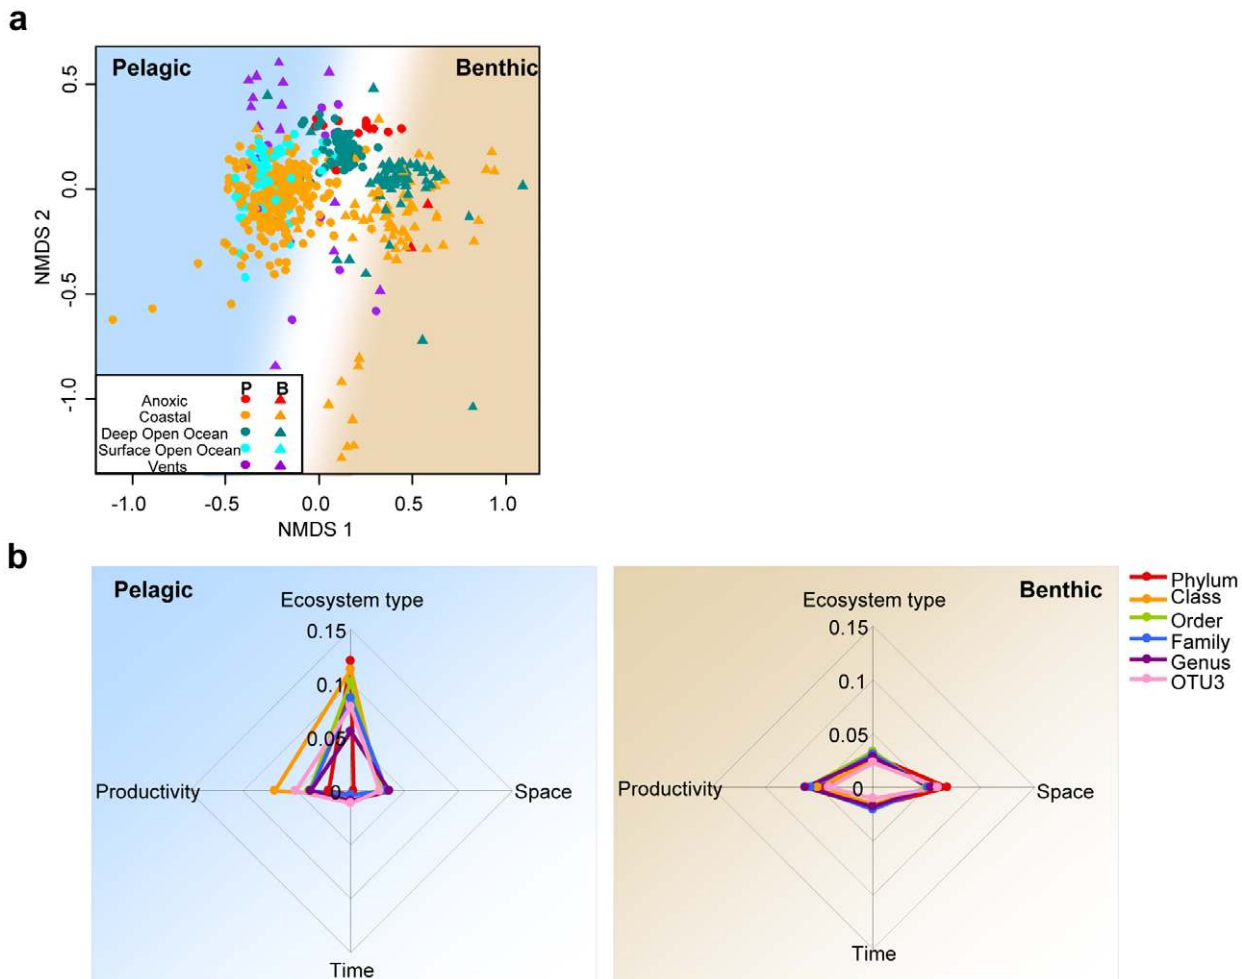 a
Pelagic
Benthic
0.5
0.0
-0.5
-1.0
NMDS 2
P B
Anoxic
Coastal
Deep Open Ocean
Surface Open Ocean
Vents
-1.0 -0.5 0.0 0.5 1.0
NMDS 1
b
Pelagic
Ecosystem type
0.15
0.1
0.05
0
Productivity
Space
Time
Benthic
Ecosystem type
0.15
0.1
0.05
0
Productivity
Space
Time
Phylum
Class
Order
Family
Genus
OTU3